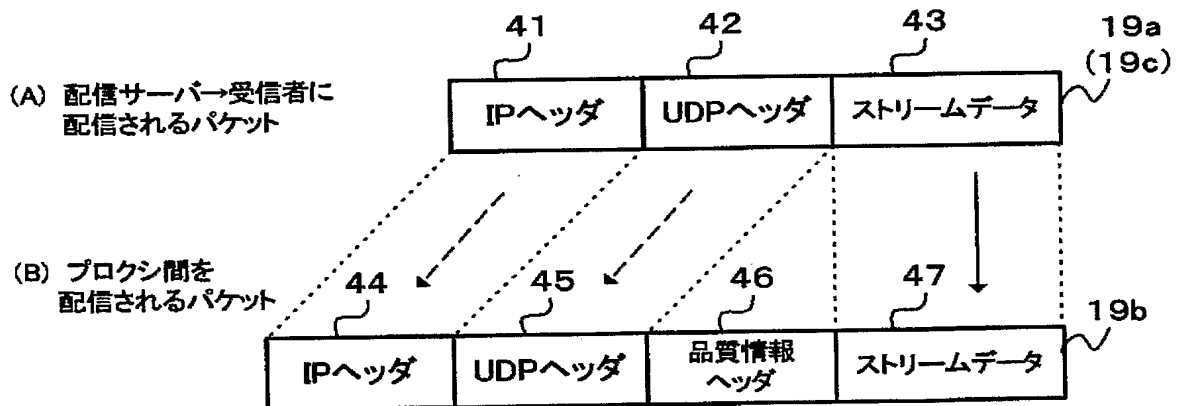 41 42 43 19a
(19c)
(A) 配信サーバ→受信者に
配信されるパケット
IPヘッダ UDPヘッダ ストリームデータ
(B) プロクシ間を
配信されるパケット
44 45 46 47 19b
IPヘッダ UDPヘッダ 品質情報
ヘッダ ストリームデータ